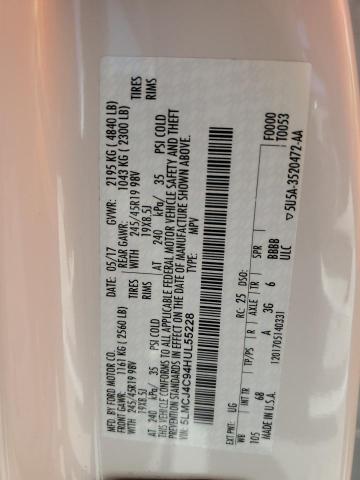 MFD. BY FORD MOTOR CO.
DATE: 05/17 GVWR: 2195 KG ( 4840 LB)
FRONT GAWR: 1161 KG ( 2560 LB) REAR GAWR: 1043 KG ( 2300 LB)
WITH 245/45R19 98V TIRES
19X8.5J RIMS
AT 240 kPa/ 35 PSI COLD
WITH 245/45R19 98V TIRES
19X8.5J RIMS
AT 240 kPa/ 35 PSI COLD
THIS VEHICLE CONFORMS TO ALL APPLICABLE FEDERAL MOTOR VEHICLE SAFETY AND THEFT
PREVENTION STANDARDS IN EFFECT ON THE DATE OF MANUFACTURE SHOWN ABOVE.
VIN: 5LMCJ4C94HUL55228
TYPE: MPV
EXT PNT: UG RC: 25 DSO: F0000
T0053
WB INT TR TP/PS R AXLE TR SPR
105 68 I A 3G 6 BBBB
MADE IN U.S.A. 1201705140331 ULC
▽5U5A-3520472-AA